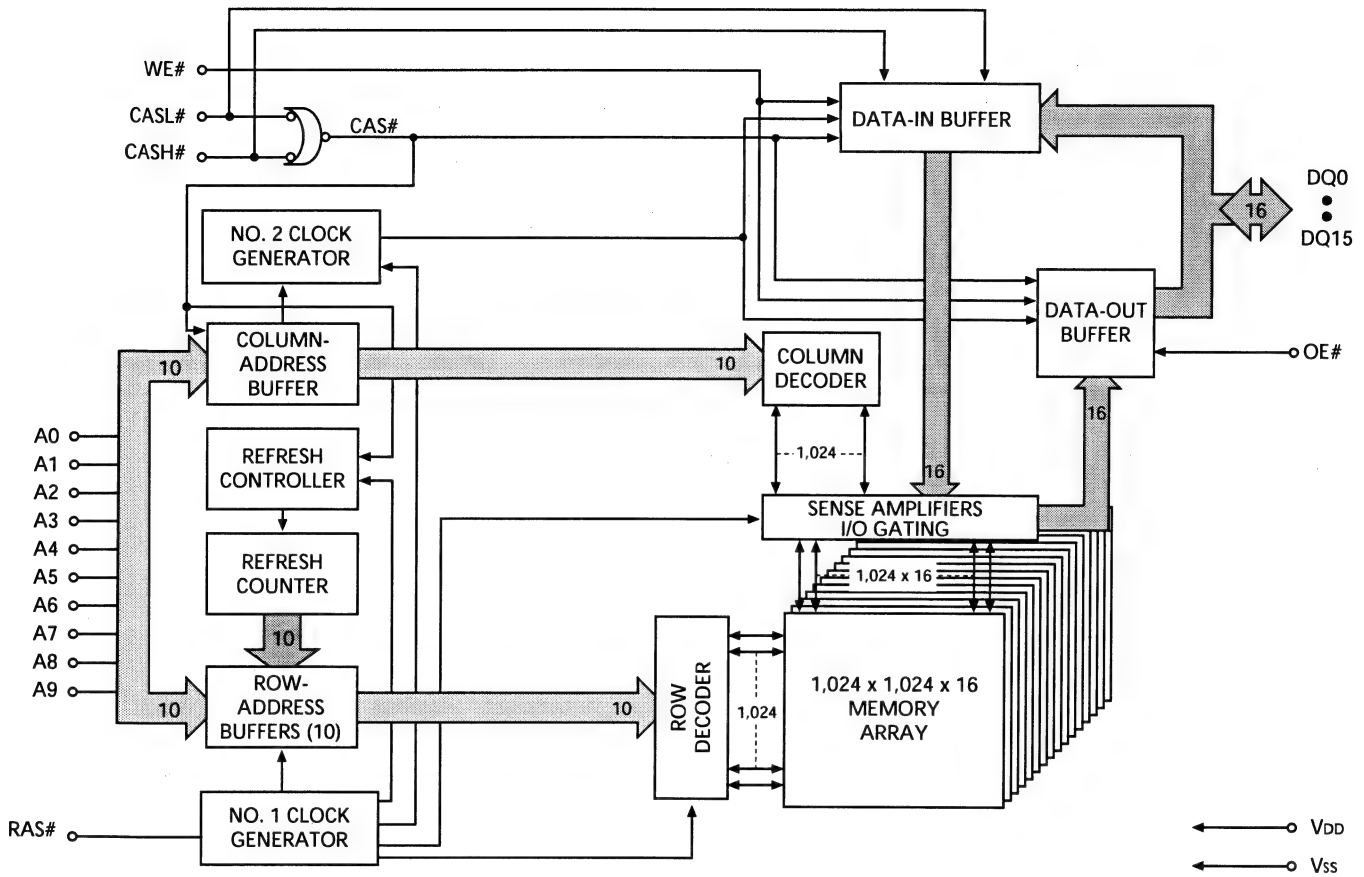 WE#
CASL#
CASH#
CAS#
DATA-IN BUFFER
DQ0
16
DQ15
NO. 2 CLOCK
GENERATOR
DATA-OUT
BUFFER
OE#
COLUMN-
ADDRESS
BUFFER
10
10
COLUMN
DECODER
16
A0
A1
A2
A3
A4
A5
A6
A7
A8
A9
REFRESH
CONTROLLER
1,024
16
SENSE AMPLIFIERS
I/O GATING
REFRESH
COUNTER
1,024 x 16
10
ROW-
ADDRESS
BUFFERS (10)
10
10
ROW
DECODER
1,024
1,024 x 1,024 x 16
MEMORY
ARRAY
RAS#
NO. 1 CLOCK
GENERATOR
VDD
VSS